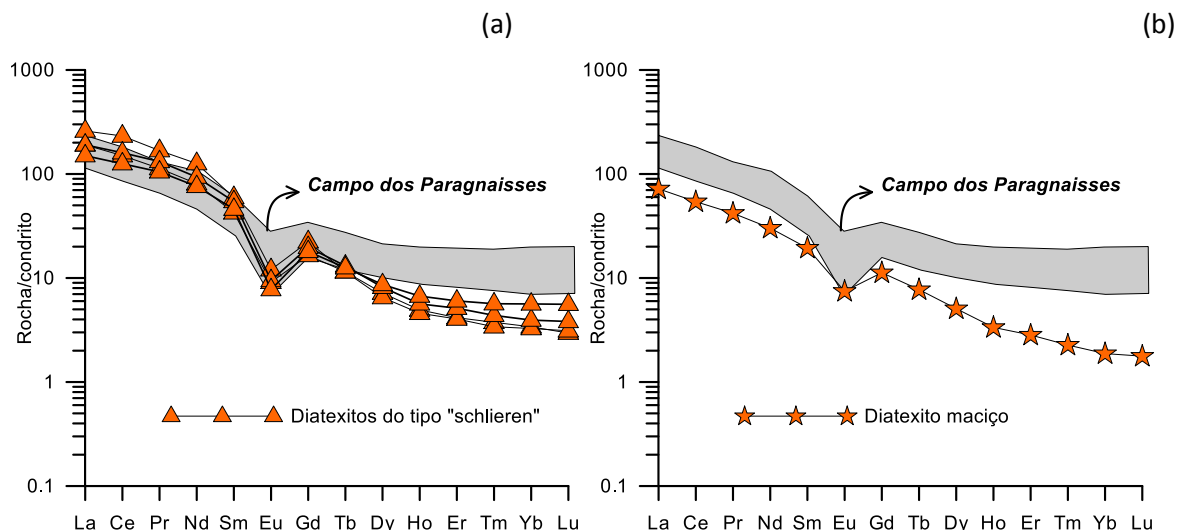 (a)
1000
100
10
1
0.1
Rocha/condrito
Campo dos Paragnaisses
Diatexitos do tipo "schlieren"
La Ce Pr Nd Sm Eu Gd Tb Dy Ho Er Tm Yb Lu
(b)
1000
100
10
1
0.1
Rocha/condrito
Campo dos Paragnaisses
Diatexito maciço
La Ce Pr Nd Sm Eu Gd Tb Dy Ho Er Tm Yb Lu